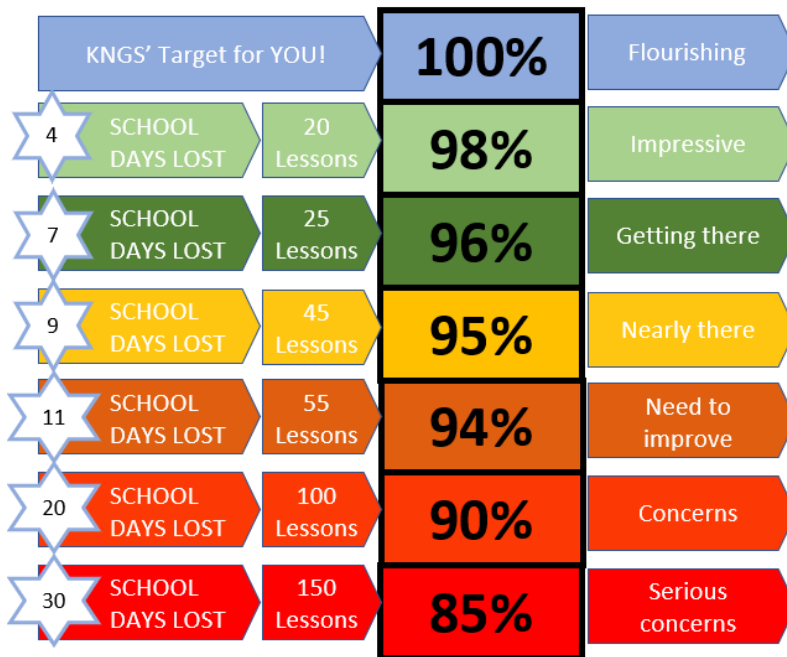 KNGS' Target for YOU!
100%
Flourishing
4
SCHOOL
DAYS LOST
20
Lessons
98%
Impressive
7
SCHOOL
DAYS LOST
25
Lessons
96%
Getting there
9
SCHOOL
DAYS LOST
45
Lessons
95%
Nearly there
11
SCHOOL
DAYS LOST
55
Lessons
94%
Need to
improve
20
SCHOOL
DAYS LOST
100
Lessons
90%
Concerns
30
SCHOOL
DAYS LOST
150
Lessons
85%
Serious
concerns